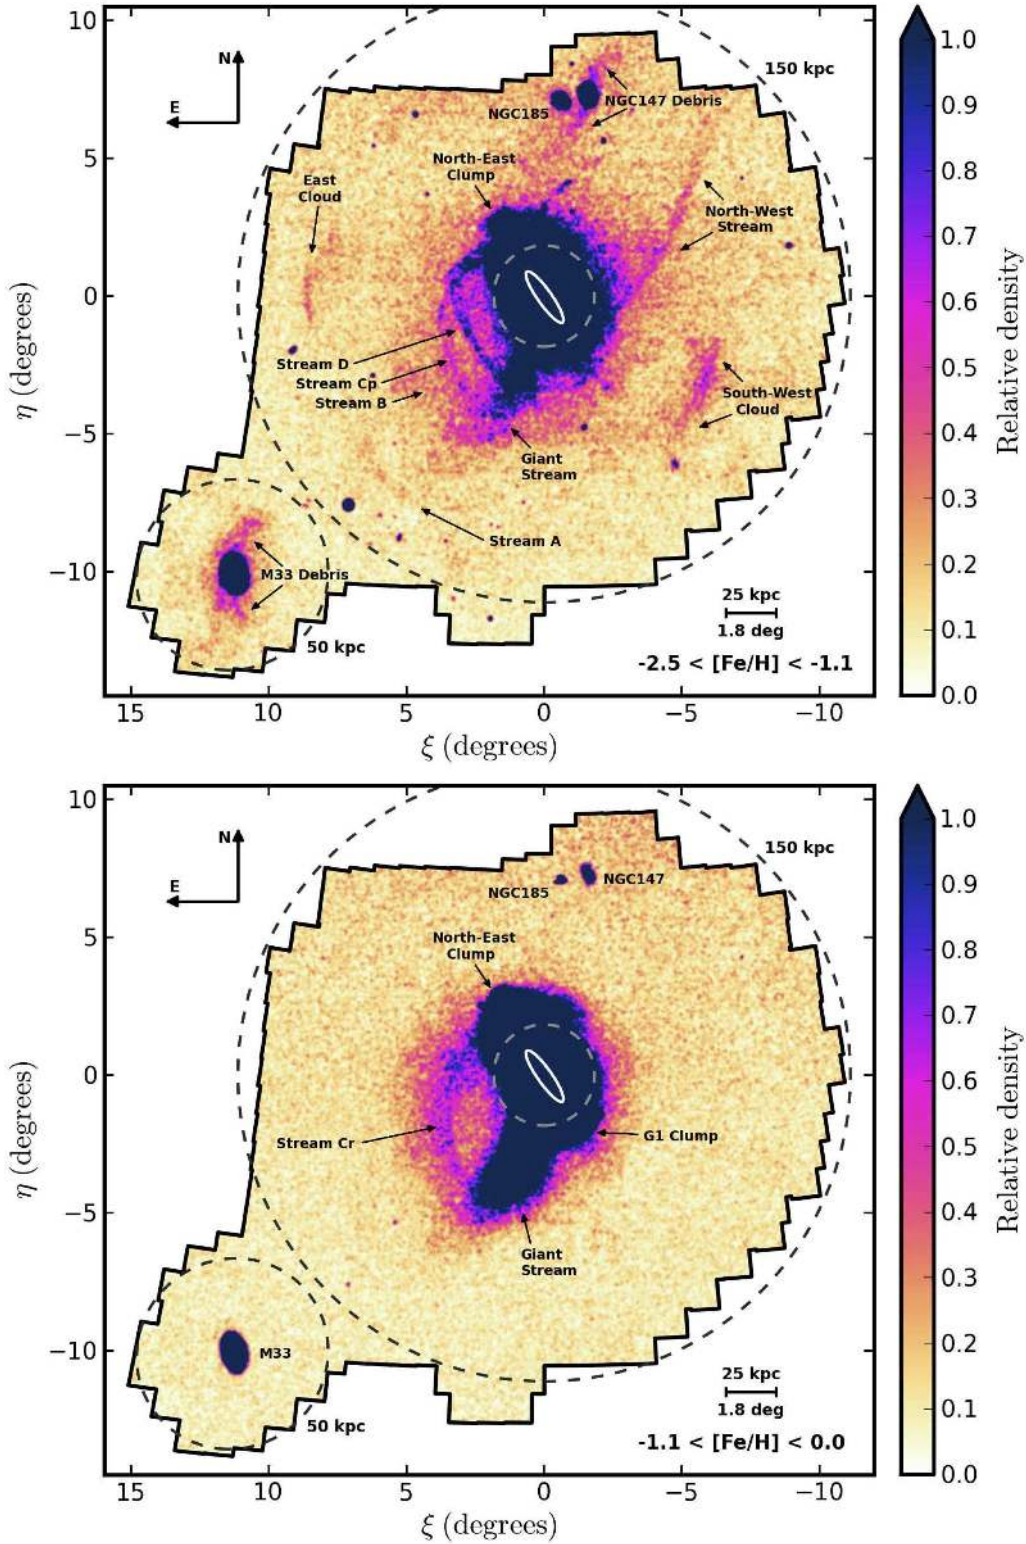 10
5
0
−5
−10
η (degrees)
15
10
5
0
−5
−10
ξ (degrees)
N
E
150 kpc
NGC185
NGC147 Debris
North-East
Clump
East
Cloud
North-West
Stream
Stream D
Stream Cp
Stream B
South-West
Cloud
Giant
Stream
Stream A
M33 Debris
50 kpc
25 kpc
1.8 deg
-2.5 < [Fe/H] < -1.1
1.0
0.9
0.8
0.7
0.6
0.5
0.4
0.3
0.2
0.1
0.0
Relative density
10
5
0
−5
−10
η (degrees)
15
10
5
0
−5
−10
ξ (degrees)
N
E
150 kpc
NGC185
NGC147
North-East
Clump
Stream Cr
G1 Clump
Giant
Stream
M33
50 kpc
25 kpc
1.8 deg
-1.1 < [Fe/H] < 0.0
1.0
0.9
0.8
0.7
0.6
0.5
0.4
0.3
0.2
0.1
0.0
Relative density